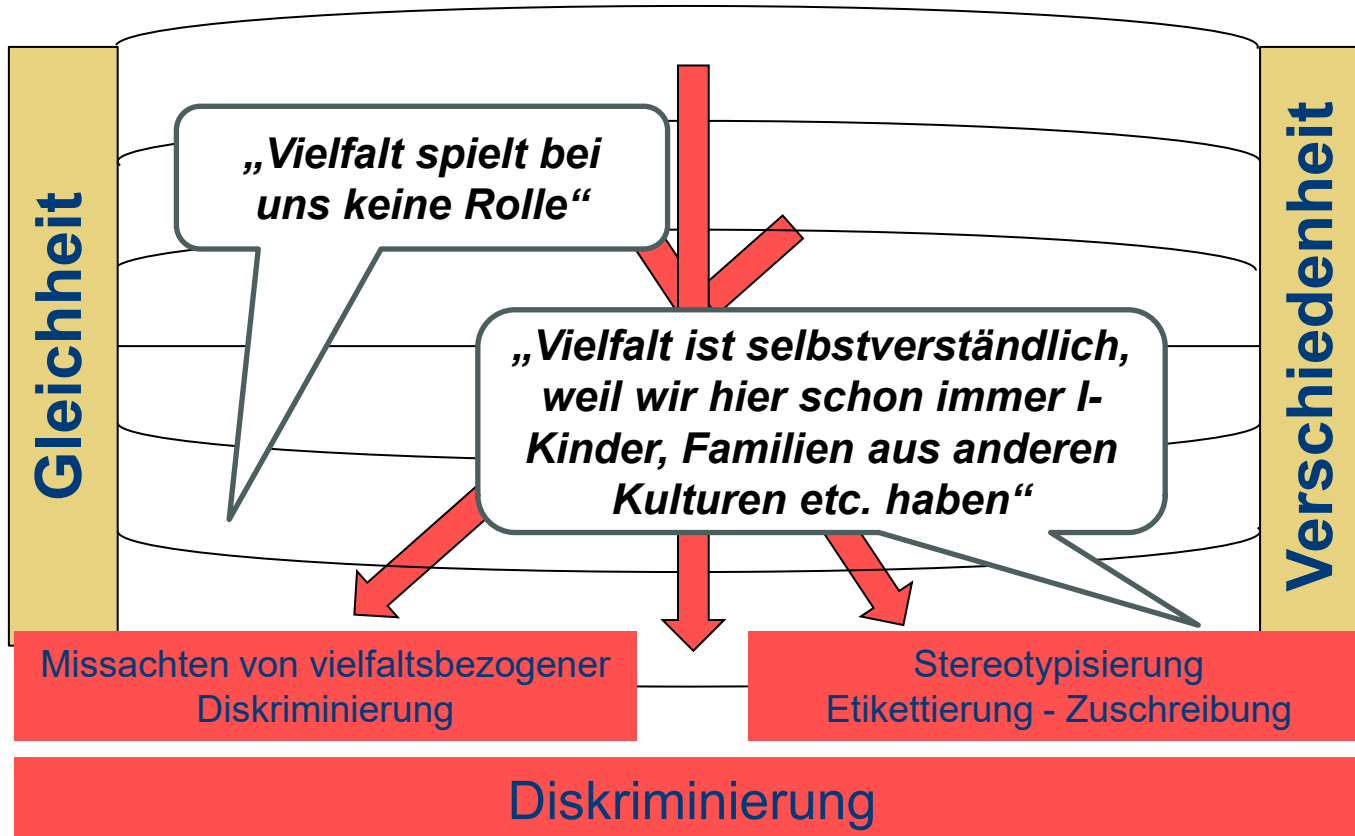 Gleichheit
„Vielfalt spielt bei
uns keine Rolle“
„Vielfalt ist selbstverständlich,
weil wir hier schon immer I-
Kinder, Familien aus anderen
Kulturen etc. haben“
Verschiedenheit
Missachten von vielfaltsbezogener
Diskriminierung
Stereotypisierung
Etikettierung - Zuschreibung
Diskriminierung